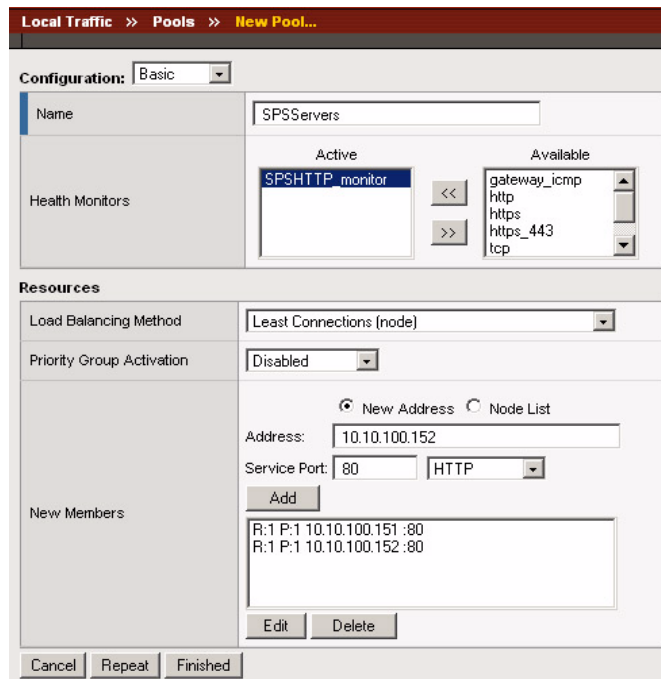 Local Traffic >> Pools >> New Pool...
Configuration: Basic
Name SPSServers
Active Available
Health Monitors
SPSHTTP_monitor
<<
>>
gateway_icmp
http
https
https_443
tcp
Resources
Load Balancing Method Least Connections (node)
Priority Group Activation Disabled
New Members
New Address Node List
Address: 10.10.100.152
Service Port: 80 HTTP
Add
R:1 P:1 10.10.100.151 :80
R:1 P:1 10.10.100.152 :80
Edit Delete
Cancel Repeat Finished